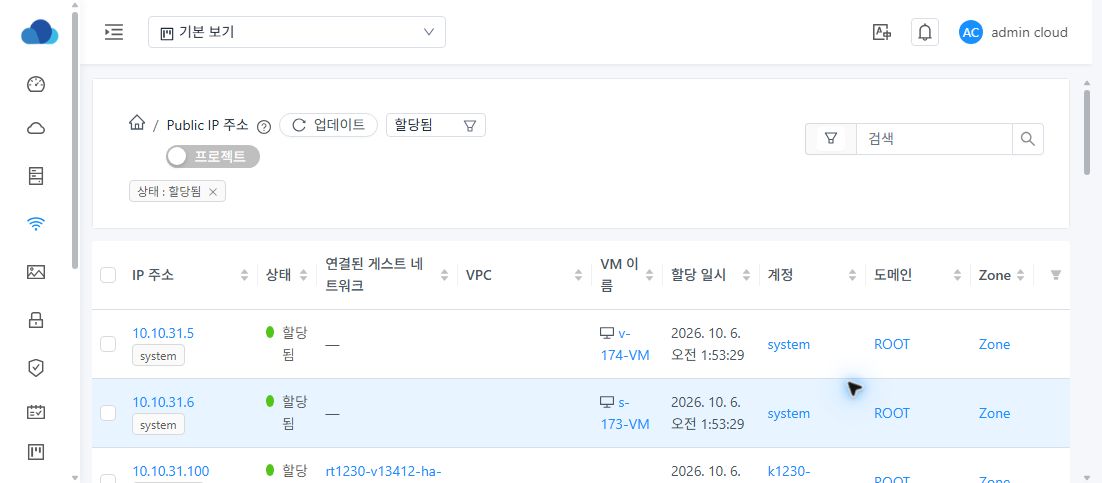 기본 보기
AC admin cloud
/ Public IP 주소 업데이트 할당됨
프로젝트
검색
상태 : 할당됨
IP 주소 상태 연결된 게스트 네트워크 VPC VM 이름 할당 일시 계정 도메인 Zone
10.10.31.5
system
할당됨
—
v-174-VM
2026. 10. 6. 오전 1:53:29
system
ROOT
Zone
10.10.31.6
system
할당됨
—
s-173-VM
2026. 10. 6. 오전 1:53:29
system
ROOT
Zone
10.10.31.100
할당
rt1230-v13412-ha-
2026. 10. 6.
k1230-
ROOT
Zone